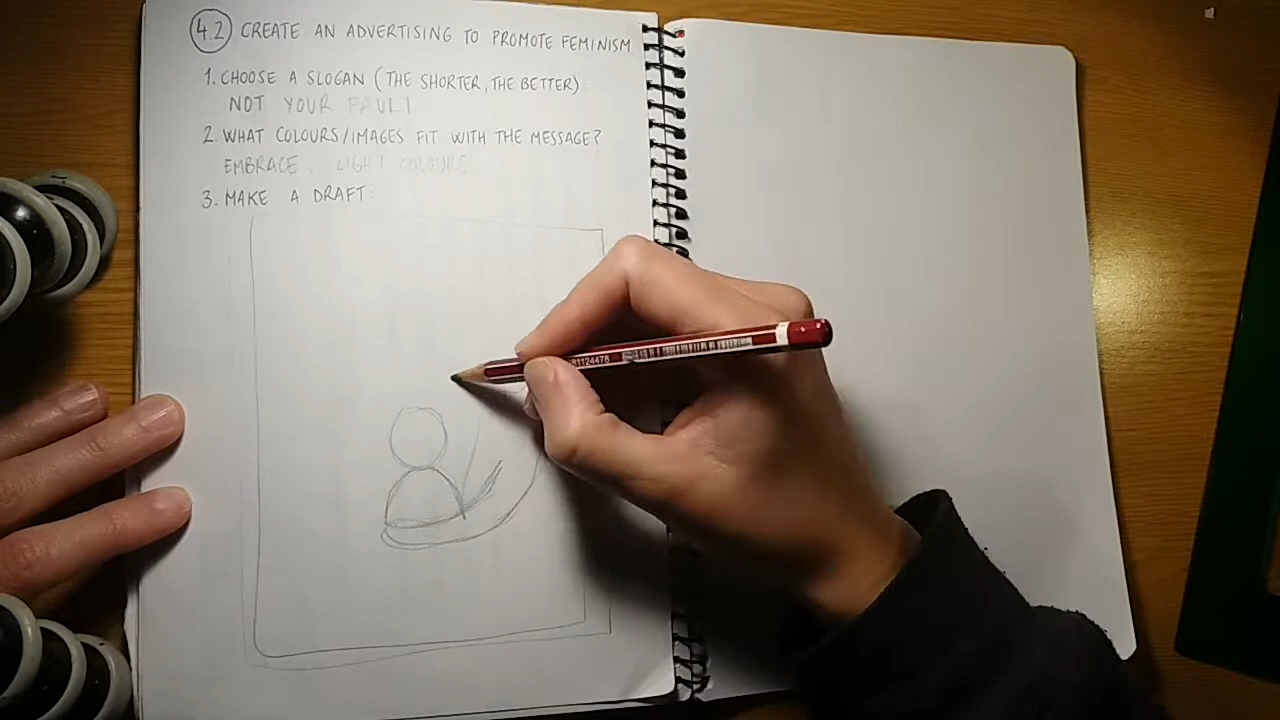 4.2 CREATE AN ADVERTISING TO PROMOTE FEMINISM.
1. CHOOSE A SLOGAN (THE SHORTER, THE BETTER):
NOT YOUR FAULT
2. WHAT COLOURS/IMAGES FIT WITH THE MESSAGE?
EMBRACE, LIGHT COLOURS
3. MAKE A DRAFT:
81124478